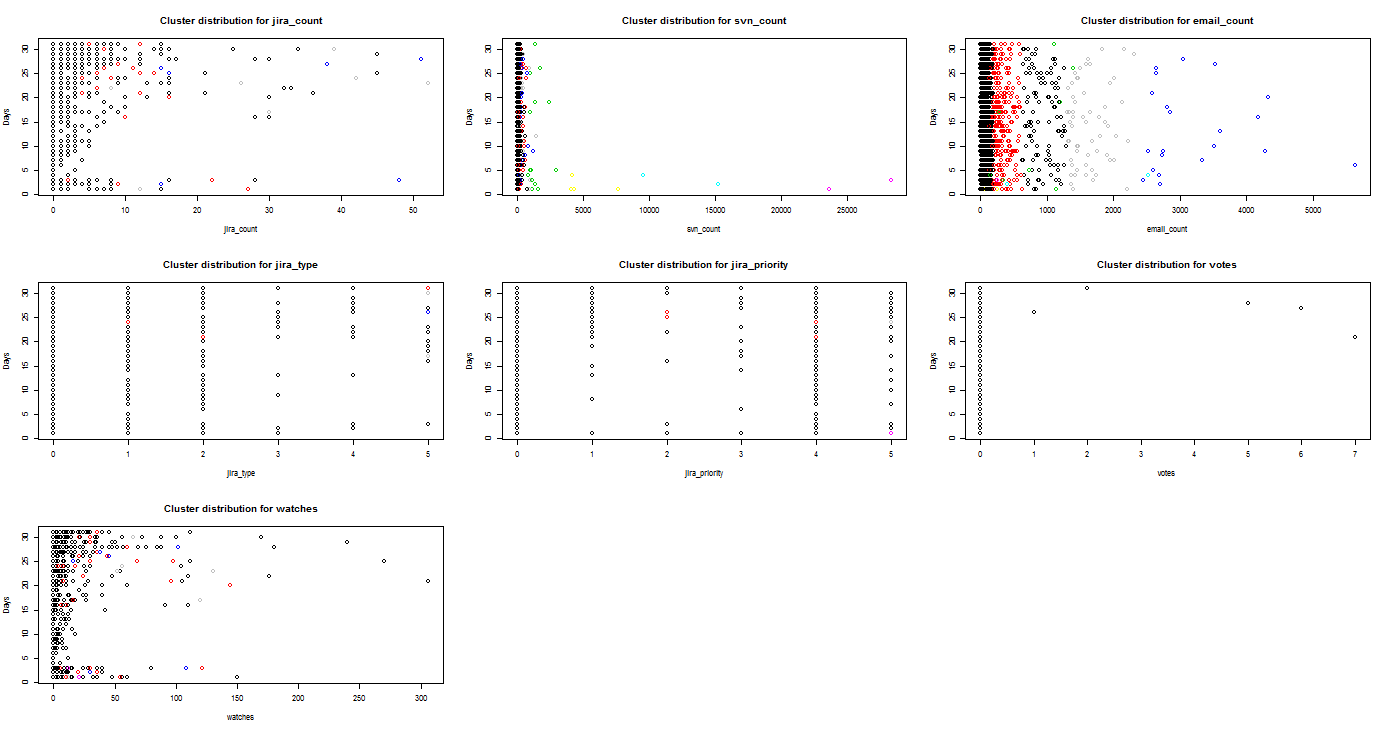 Cluster distribution for jira_count
Days
0 5 10 15 20 25 30
0 10 20 30 40 50
jira_count
Cluster distribution for svn_count
Days
0 5 10 15 20 25 30
0 5000 10000 15000 20000 25000
svn_count
Cluster distribution for email_count
Days
0 5 10 15 20 25 30
0 1000 2000 3000 4000 5000
email_count
Cluster distribution for jira_type
Days
0 5 10 15 20 25 30
0 1 2 3 4 5
jira_type
Cluster distribution for jira_priority
Days
0 5 10 15 20 25 30
0 1 2 3 4 5
jira_priority
Cluster distribution for votes
Days
0 5 10 15 20 25 30
0 1 2 3 4 5 6 7
votes
Cluster distribution for watches
Days
0 5 10 15 20 25 30
0 50 100 150 200 250 300
watches